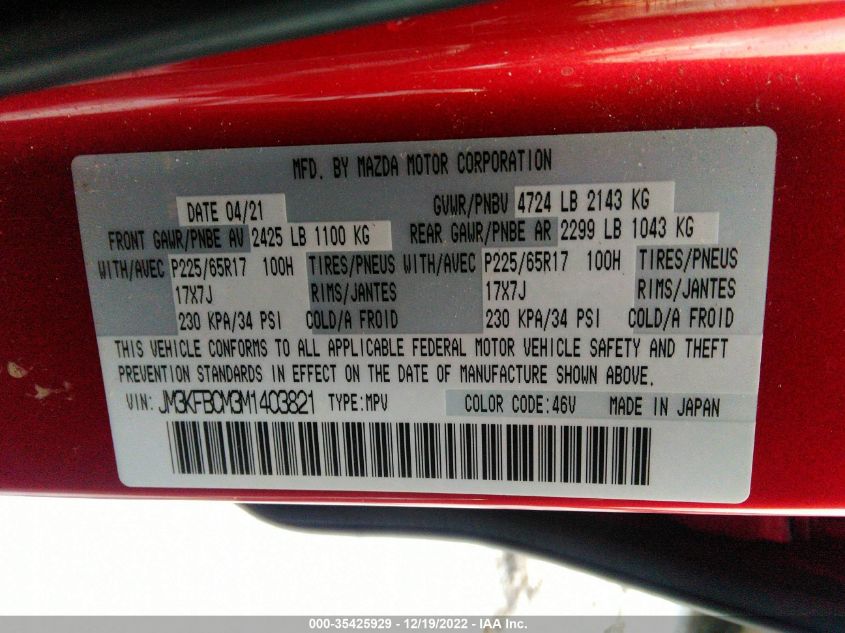 MFD. BY MAZDA MOTOR CORPORATION
DATE 04/21 GVWR/PNBV 4724 LB 2143 KG
FRONT GAWR/PNBE AV 2425 LB 1100 KG REAR GAWR/PNBE AR 2299 LB 1043 KG
WITH/AVEC P225/65R17 100H TIRES/PNEUS WITH/AVEC P225/65R17 100H TIRES/PNEUS
17X7J RIMS/JANTES 17X7J RIMS/JANTES
230 KPA/34 PSI COLD/A FROID 230 KPA/34 PSI COLD/A FROID
THIS VEHICLE CONFORMS TO ALL APPLICABLE FEDERAL MOTOR VEHICLE SAFETY AND THEFT
PREVENTION STANDARDS IN EFFECT ON THE DATE OF MANUFACTURE SHOWN ABOVE.
VIN: JM3KFBCM3M1403821 TYPE:MPV COLOR CODE:46V MADE IN JAPAN
000-35425929 - 12/19/2022 - IAA Inc.